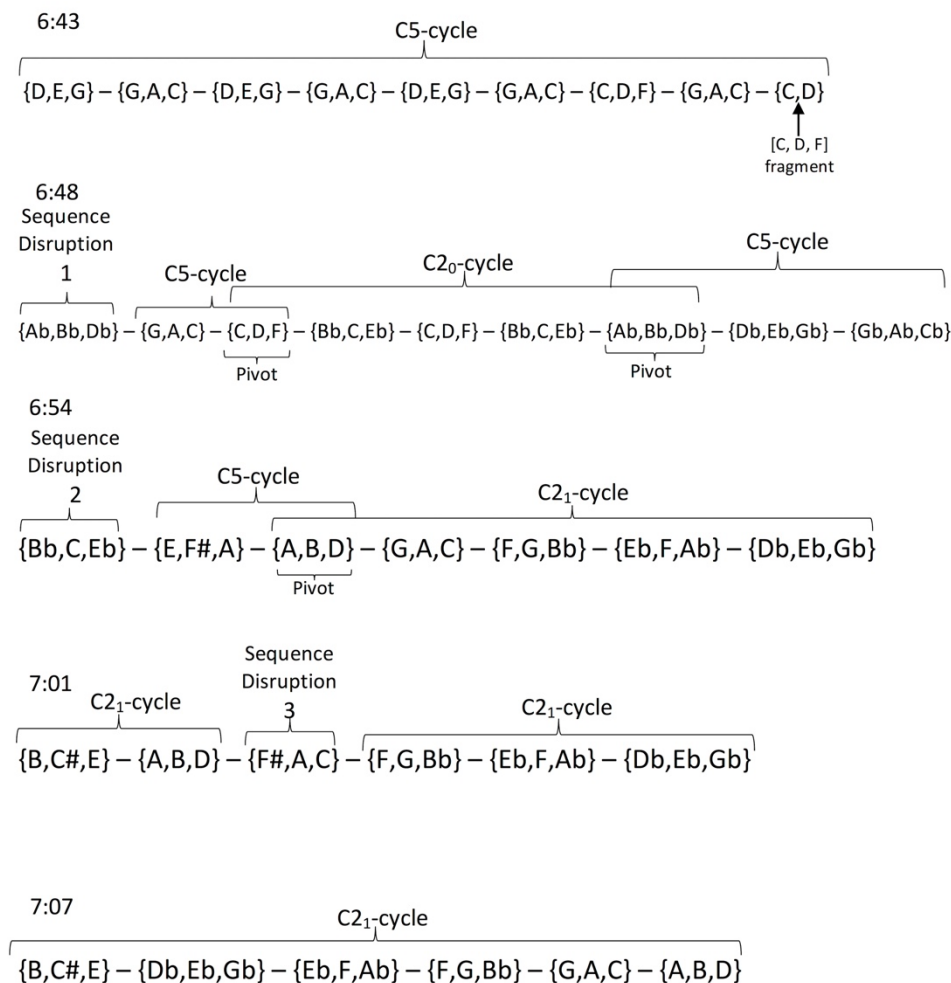 6:43
C5-cycle
{D,E,G} – {G,A,C} – {D,E,G} – {G,A,C} – {D,E,G} – {G,A,C} – {C,D,F} – {G,A,C} – {C,D}
[C, D, F]
fragment
6:48
Sequence
Disruption
1
C5-cycle
C2₀-cycle
C5-cycle
{Ab,Bb,Db} – {G,A,C} – {C,D,F} – {Bb,C,Eb} – {C,D,F} – {Bb,C,Eb} – {Ab,Bb,Db} – {Db,Eb,Gb} – {Gb,Ab,Cb}
Pivot
Pivot
6:54
Sequence
Disruption
2
C5-cycle
C2₁-cycle
{Bb,C,Eb} – {E,F#,A} – {A,B,D} – {G,A,C} – {F,G,Bb} – {Eb,F,Ab} – {Db,Eb,Gb}
Pivot
7:01
C2₁-cycle
Sequence
Disruption
3
C2₁-cycle
{B,C#,E} – {A,B,D} – {F#,A,C} – {F,G,Bb} – {Eb,F,Ab} – {Db,Eb,Gb}
7:07
C2₁-cycle
{B,C#,E} – {Db,Eb,Gb} – {Eb,F,Ab} – {F,G,Bb} – {G,A,C} – {A,B,D}